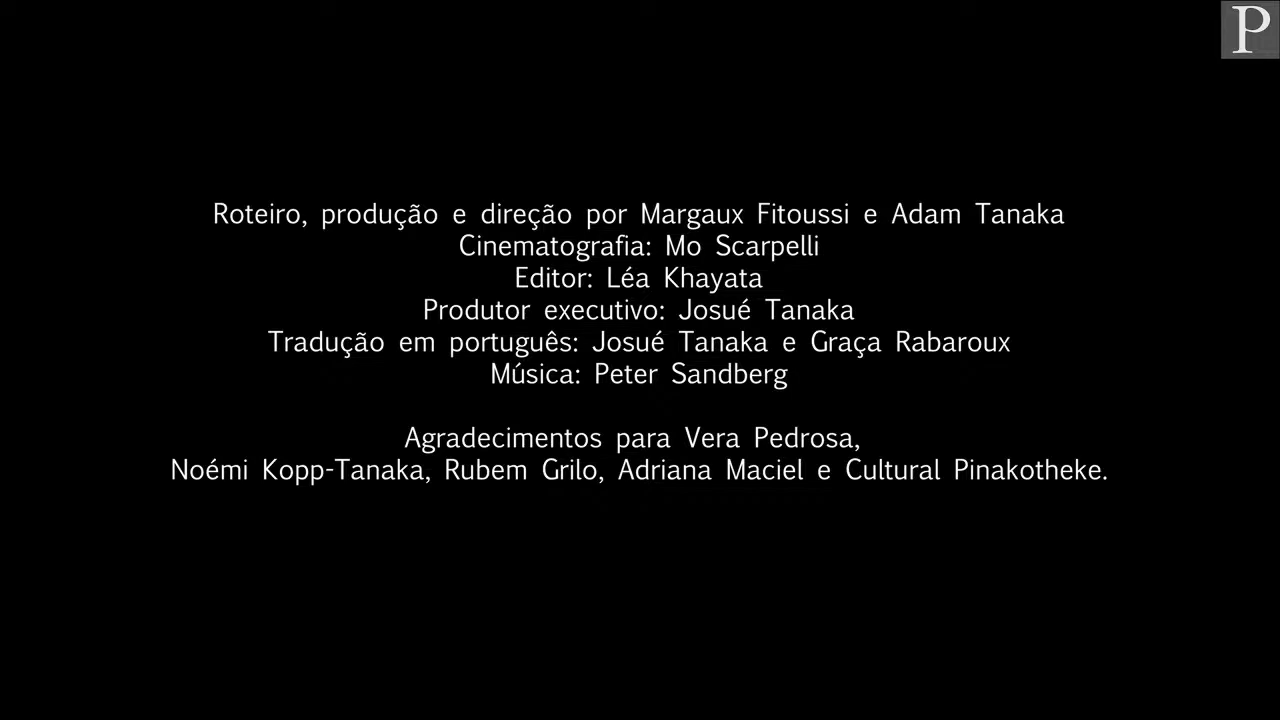 P
Roteiro, produção e direção por Margaux Fitoussi e Adam Tanaka
Cinematografia: Mo Scarpelli
Editor: Léa Khayata
Produtor executivo: Josué Tanaka
Tradução em português: Josué Tanaka e Graça Rabaroux
Música: Peter Sandberg
Agradecimentos para Vera Pedrosa,
Noémi Kopp-Tanaka, Rubem Grilo, Adriana Maciel e Cultural Pinakotheke.